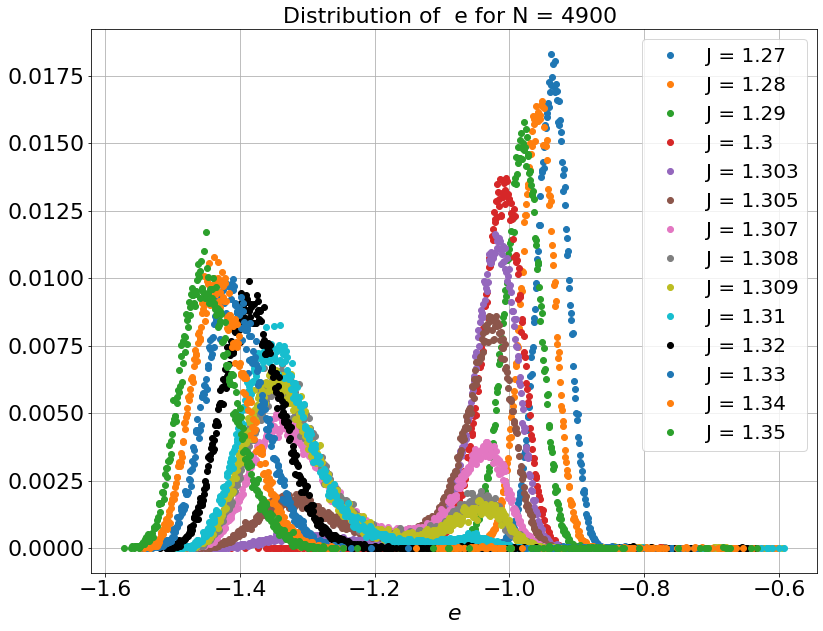 Distribution of  e for N = 4900
0.0175
0.0150
0.0125
0.0100
0.0075
0.0050
0.0025
0.0000
−1.6
−1.4
−1.2
−1.0
−0.8
−0.6
e
J = 1.27
J = 1.28
J = 1.29
J = 1.3
J = 1.303
J = 1.305
J = 1.307
J = 1.308
J = 1.309
J = 1.31
J = 1.32
J = 1.33
J = 1.34
J = 1.35